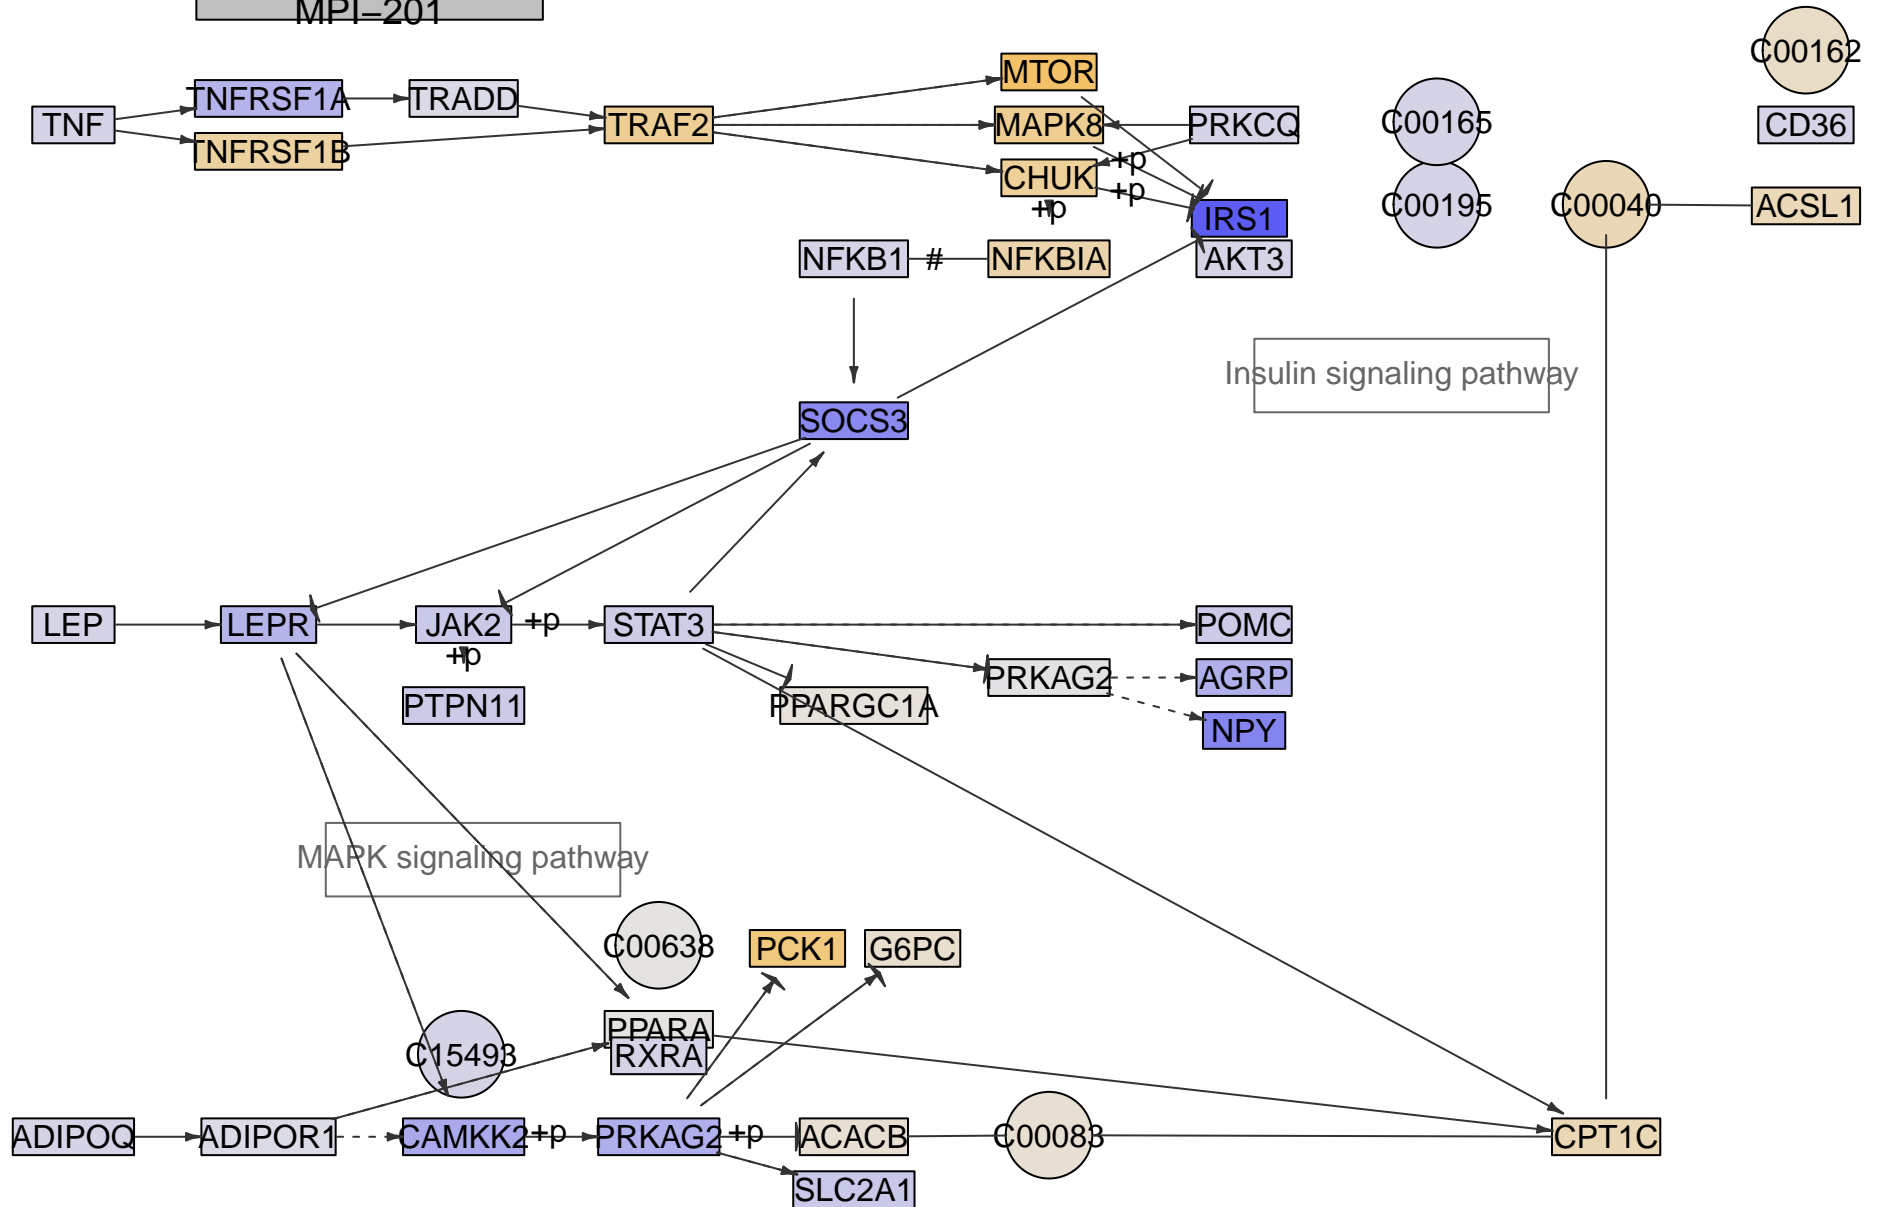 MPI–201
C00162
MTOR
TNFRSF1A
TRADD
TNF
TRAF2
MAPK8
PRKCQ
C00165
CD36
TNFRSF1B
+p
CHUK
+p
+p
IRS1
C00195
C00040
ACSL1
NFKB1
#
NFKBIA
AKT3
Insulin signaling pathway
SOCS3
LEP
LEPR
JAK2
+p
STAT3
POMC
+p
PRKAG2
AGRP
PTPN11
PPARGC1A
NPY
MAPK signaling pathway
C00638
PCK1
G6PC
PPARA
RXRA
C15493
ADIPOQ
ADIPOR1
CAMKK2
+p
PRKAG2
+p
ACACB
C00083
CPT1C
SLC2A1